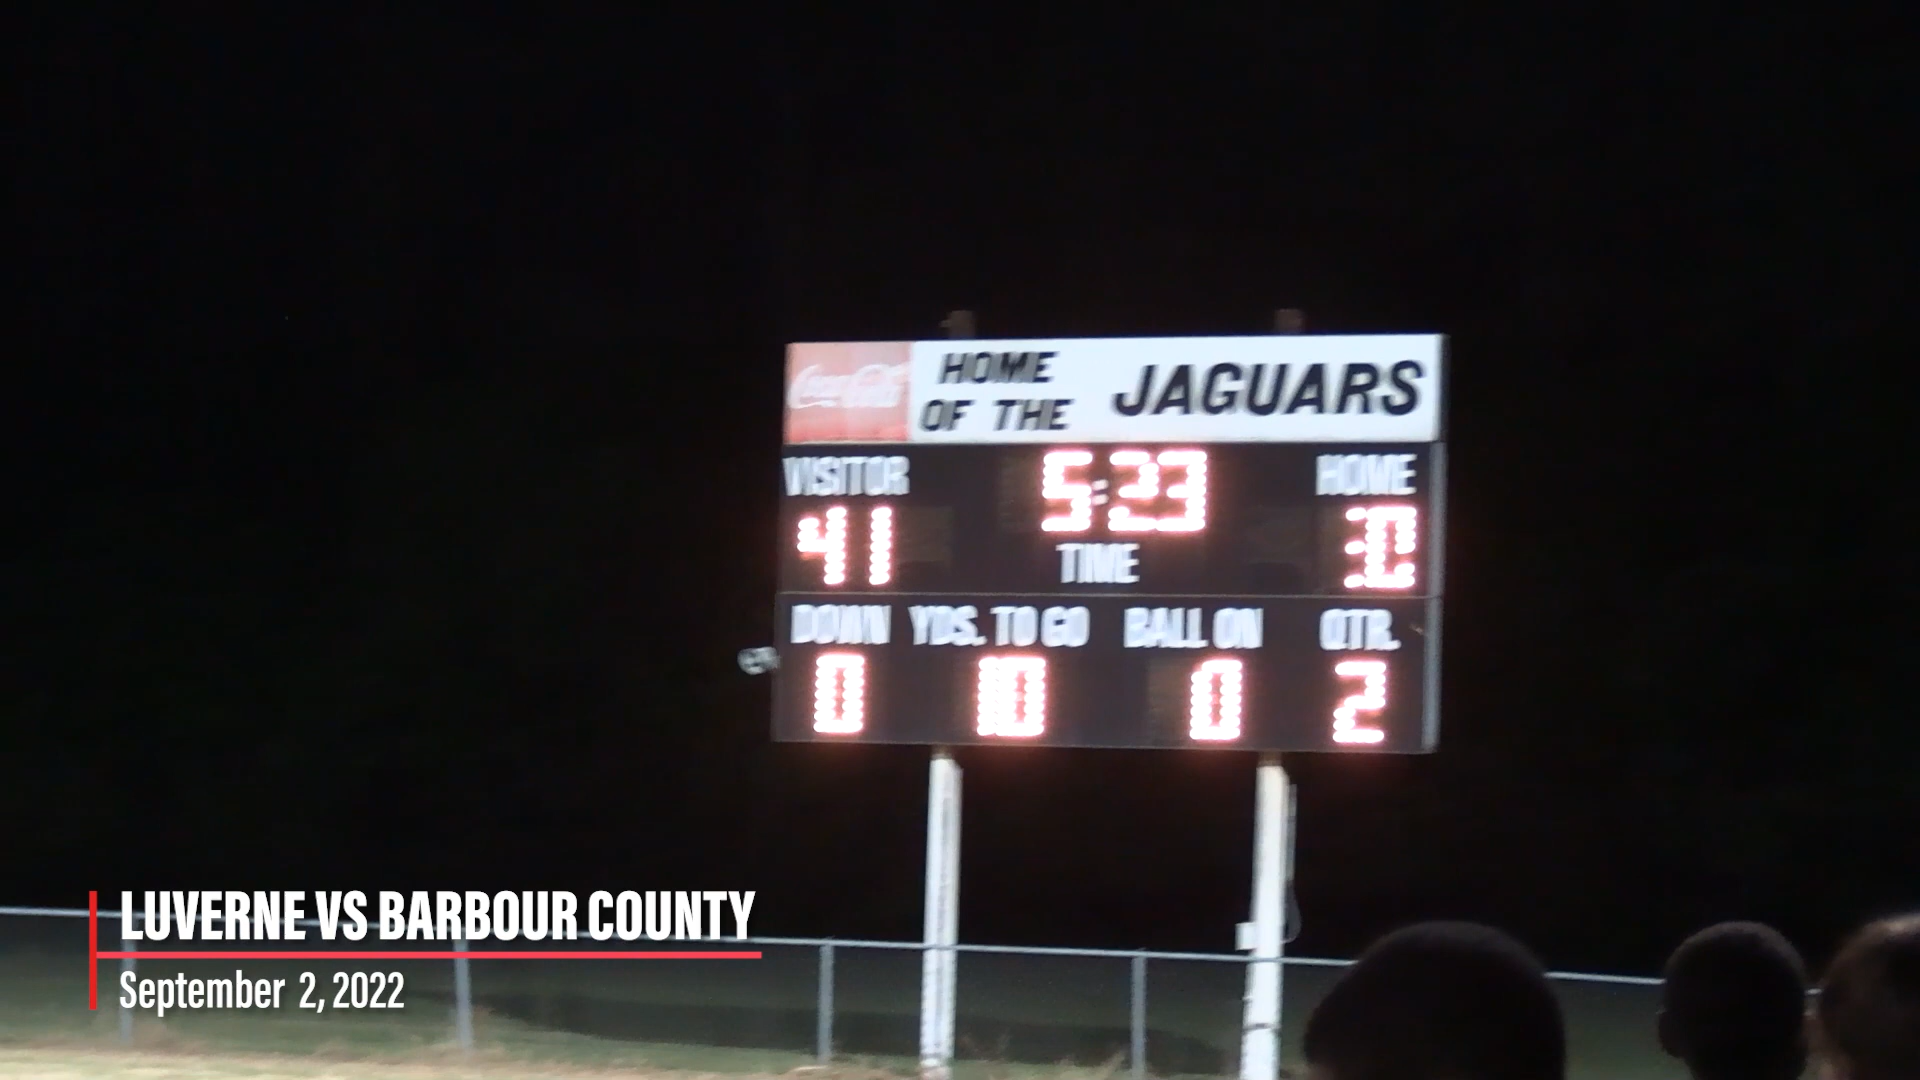 Coca-Cola
HOME
OF THE
JAGUARS
VISITOR
5:23
HOME
41
TIME
DOWN
YDS. TO GO
BALL ON
QTR.
0
10
0
2
LUVERNE VS BARBOUR COUNTY
September 2, 2022